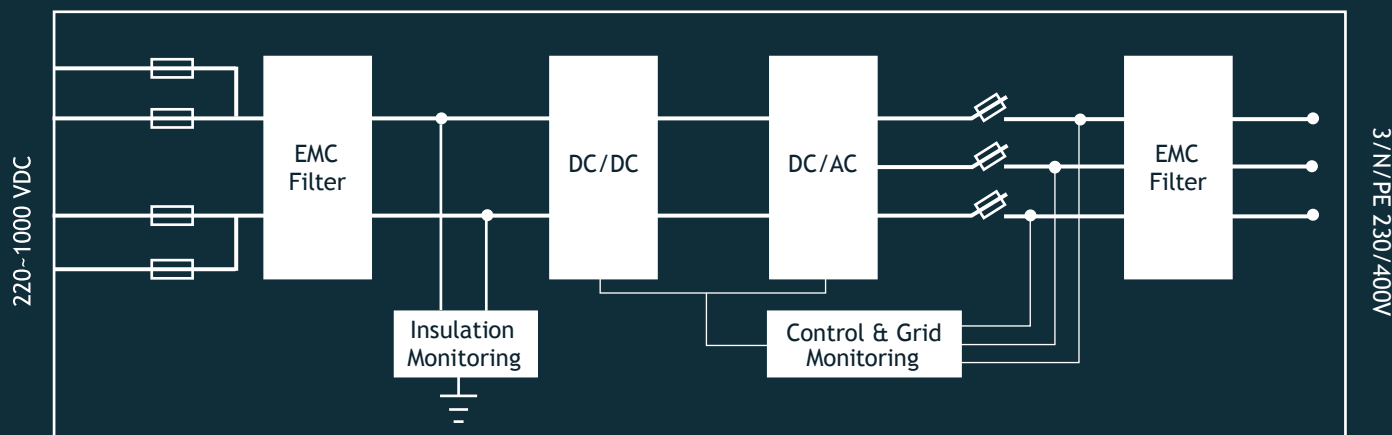 220~1000 VDC
EMC
Filter
DC/DC
DC/AC
EMC
Filter
3/N/PE 230/400V
Insulation
Monitoring
Control & Grid
Monitoring